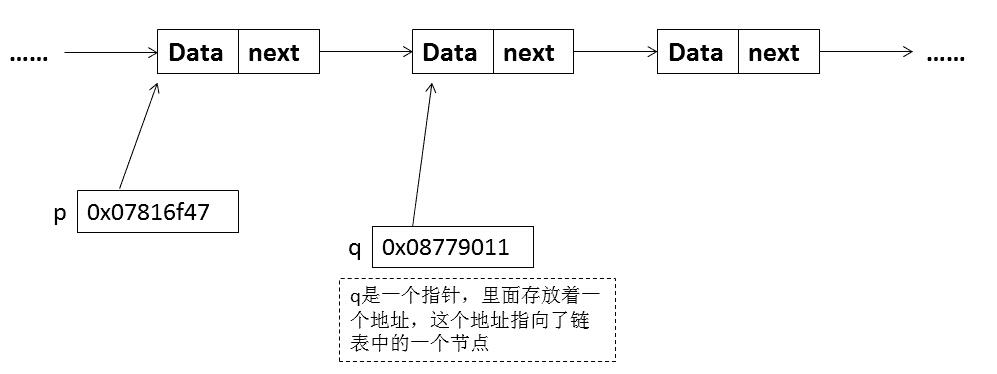 …… Data next Data next Data next ……
p 0x07816f47
q 0x08779011
q是一个指针，里面存放着一
个地址，这个地址指向了链
表中的一个节点